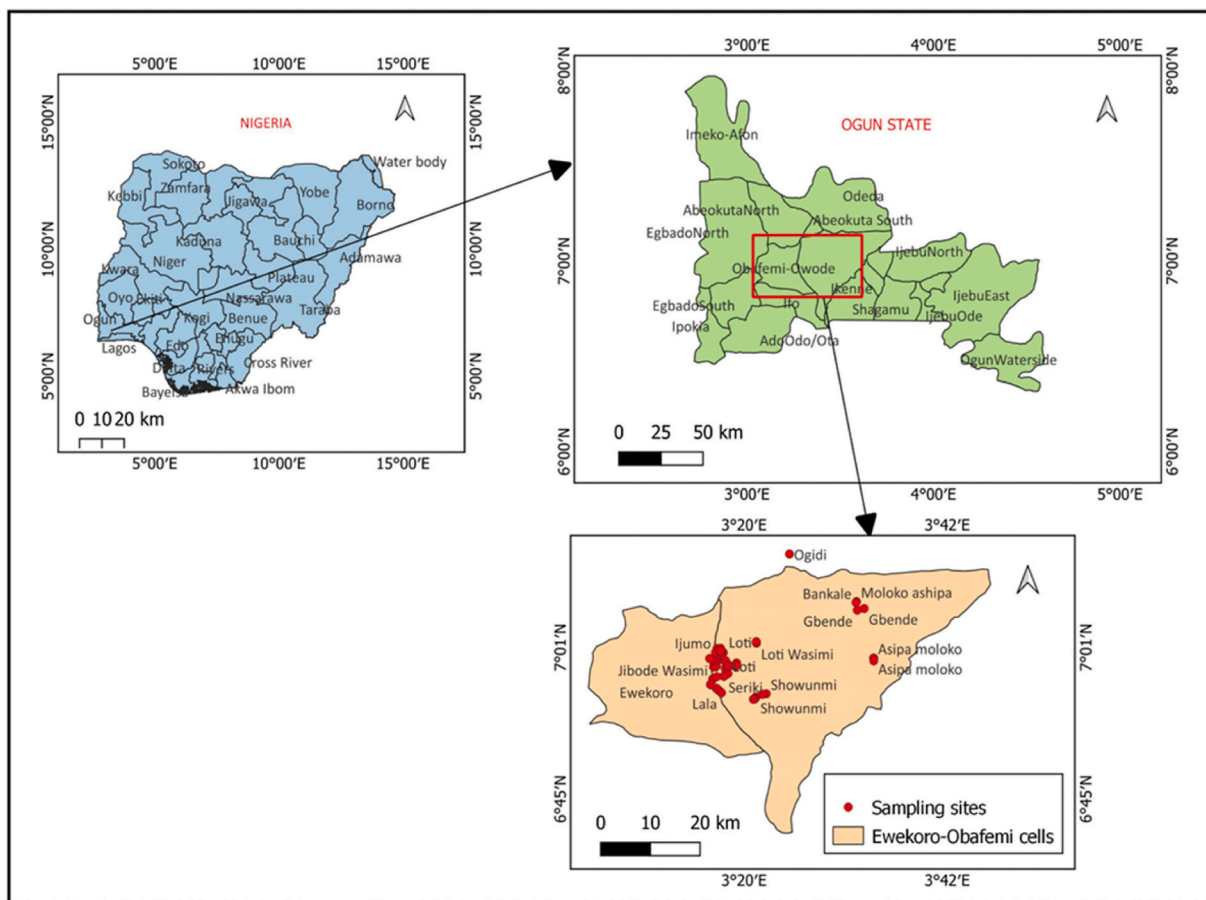 5°00′E 10°00′E 15°00′E
15°00′N
10°00′N
5°00′N
NIGERIA
Water body
Sokoto
Zamfara
Kebbi
Jigawa
Yobe
Borno
Kaduna
Bauchi
Adamawa
Niger
Kwara
Plateau
Nassarawa
Oyo
Ekiti
Taraba
Kogi
Benue
Ogun
Lagos
Edo
Enugu
Cross River
Delta
Rivers
Bayelsa
Akwa Ibom
0 10 20 km
15°00′N
10°00′N
5°00′N
5°00′E 10°00′E 15°00′E
3°00′E 4°00′E 5°00′E
8°00′N
7°00′N
6°00′N
OGUN STATE
Imeko-Afon
Odeda
AbeokutaNorth
Abeokuta South
EgbadoNorth
IjebuNorth
Obafemi-Owode
Ikenne
IjebuEast
EgbadoSouth
Ifo
Shagamu
IjebuOde
Ipokia
AdoOdo/Ota
OgunWaterside
0 25 50 km
8°00′N
7°00′N
6°00′N
3°00′E 4°00′E 5°00′E
3°20′E 3°42′E
7°01′N
6°45′N
Ogidi
Bankale Moloko ashipa
Gbende Gbende
Ijumo Loti
Loti Wasimi
Asipa moloko
Asipa moloko
Jibode Wasimi Loti
Ewekoro Seriki Showunmi
Lala Showunmi
Sampling sites
Ewekoro-Obafemi cells
0 10 20 km
7°01′N
6°45′N
3°20′E 3°42′E